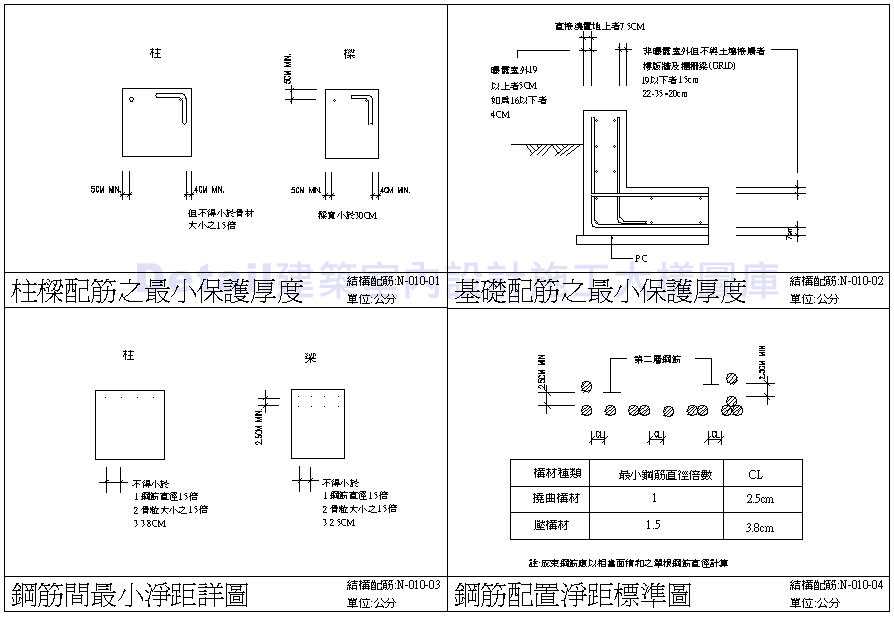 柱
樑
5CM MIN.
5CM MIN.
4CM MIN.
但不得小於骨材
大小之1.5倍
5CM MIN.
4CM MIN.
樑寬小於30CM
柱樑配筋之最小保護厚度
結構配筋:N-010-01
單位:公分
直接澆置地上者7.5CM
曝露室外19
以上者5CM
如為16以下者
4CM
非曝露室外但不與土壤接觸者
樓版牆及柵柵梁(GRID)
19以下者1.5cm
22-35=20cm
7cm
PC
Detail建築室內設計施工大樣圖庫
基礎配筋之最小保護厚度
結構配筋:N-010-02
單位:公分
柱
梁
2.5CM MIN.
不得小於
1 鋼筋直徑1.5倍
2 骨粒大小之1.5倍
3 3.8CM
不得小於
1 鋼筋直徑1.5倍
2 骨粒大小之1.5倍
3 2.5CM
鋼筋間最小淨距詳圖
結構配筋:N-010-03
單位:公分
第二層鋼筋
2.5CM MIN
2.5CM MIN
CL
CL
CL
構材種類 最小鋼筋直徑倍數 CL
撓曲構材 1 2.5cm
壓構材 1.5 3.8cm
註:成束鋼筋應以相當面積和之單根鋼筋直徑計算
鋼筋配置淨距標準圖
結構配筋:N-010-04
單位:公分